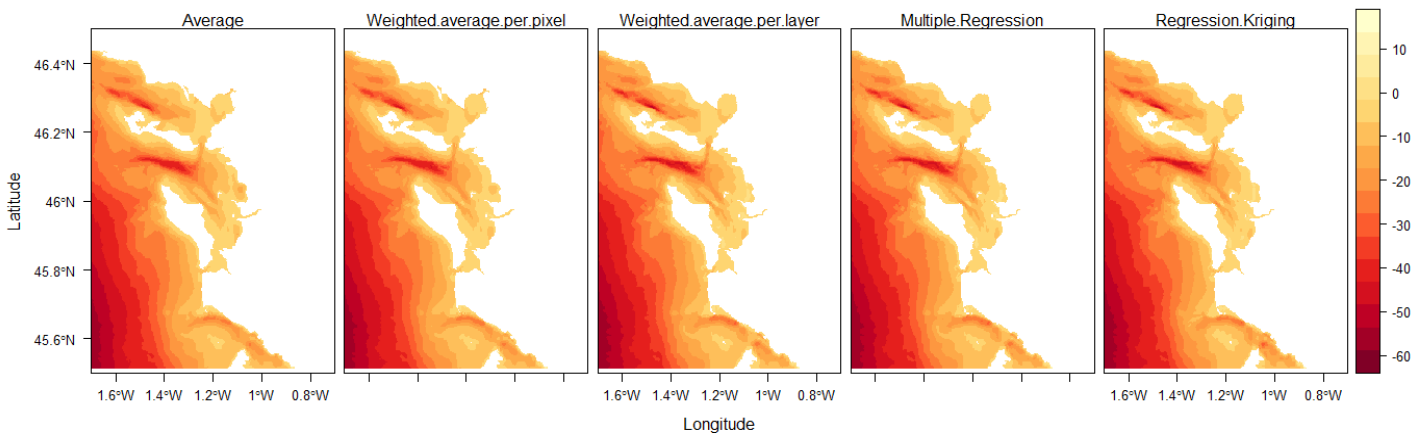 Average Weighted.average.per.pixel Weighted.average.per.layer Multiple.Regression Regression.Kriging
46.4°N
46.2°N
46°N
45.8°N
45.6°N
Latitude
1.6°W 1.4°W 1.2°W 1°W 0.8°W 1.6°W 1.4°W 1.2°W 1°W 0.8°W 1.6°W 1.4°W 1.2°W 1°W 0.8°W
Longitude
10
0
-10
-20
-30
-40
-50
-60